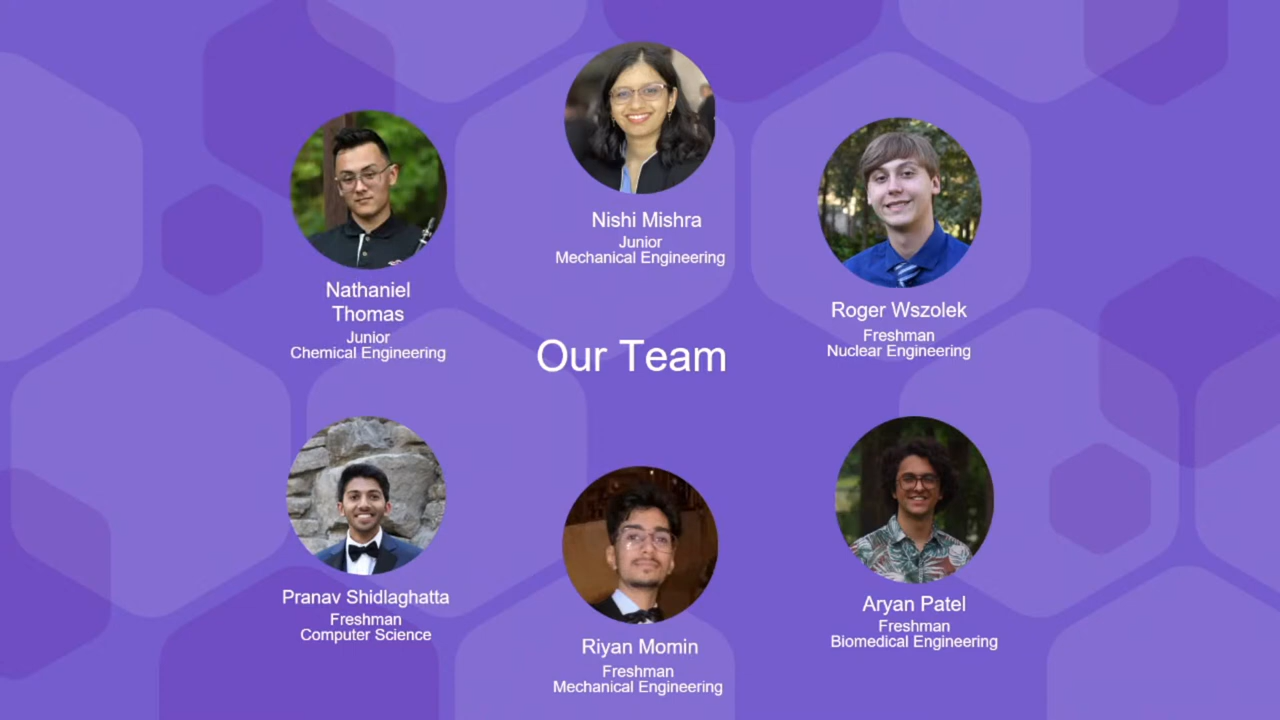 Nishi Mishra
Junior
Mechanical Engineering
Nathaniel
Thomas
Junior
Chemical Engineering
Roger Wszolek
Freshman
Nuclear Engineering
Our Team
Pranav Shidlaghatta
Freshman
Computer Science
Riyan Momin
Freshman
Mechanical Engineering
Aryan Patel
Freshman
Biomedical Engineering